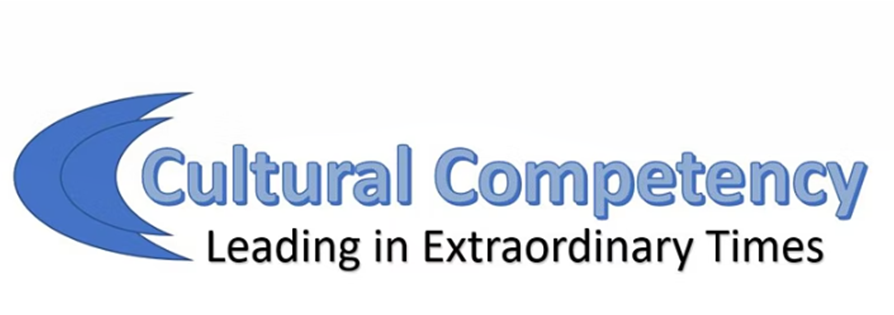 Cultural Competency
Leading in Extraordinary Times